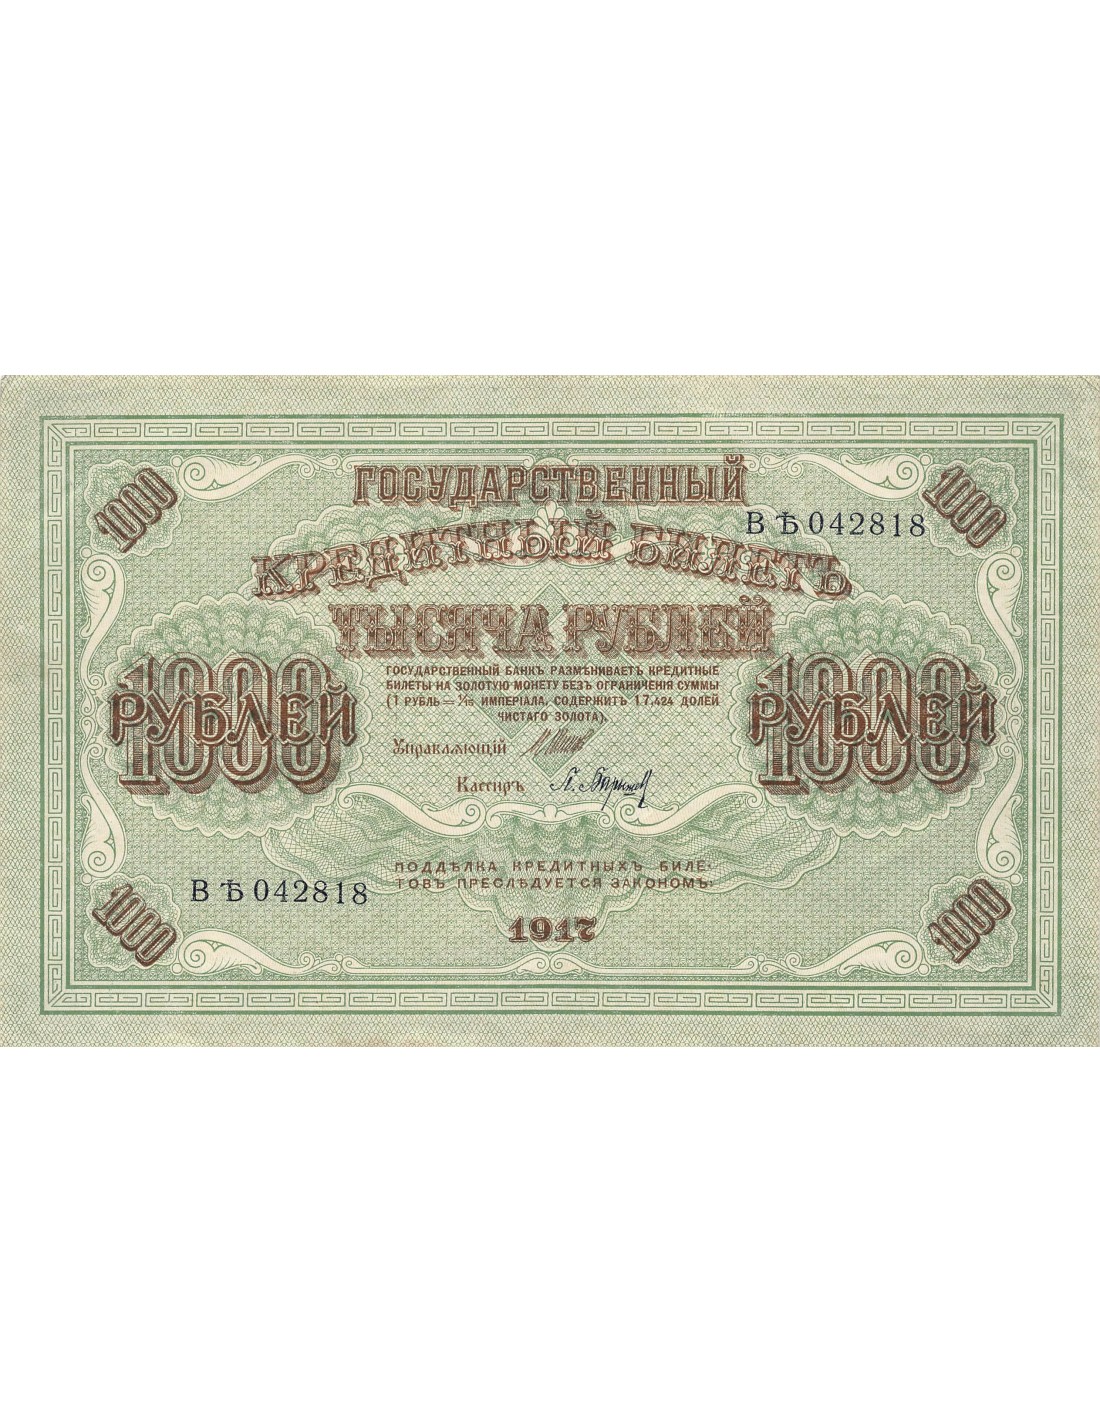 1000
ГОСУДАРСТВЕННЫЙ
1000
В Ѣ 042818
КРЕДИТНЫЙ БИЛЕТЪ
ТЫСЯЧА РУБЛЕЙ
1000
РУБЛЕЙ
ГОСУДАРСТВЕННЫЙ БАНКЪ РАЗМѢНИВАЕТЪ КРЕДИТНЫЕ
БИЛЕТЫ НА ЗОЛОТУЮ МОНЕТУ БЕЗЪ ОГРАНИЧЕНІЯ СУММЫ
(1 РУБЛЬ = 1/15 ИМПЕРІАЛА, СОДЕРЖИТЪ 17,424 ДОЛЕЙ
ЧИСТАГО ЗОЛОТА).
1000
РУБЛЕЙ
Управляющій
Кассиръ
ПОДДѢЛКА КРЕДИТНЫХЪ БИЛЕ-
ТОВЪ ПРЕСЛѢДУЕТСЯ ЗАКОНОМЪ.
В Ѣ 042818
1917
1000
1000